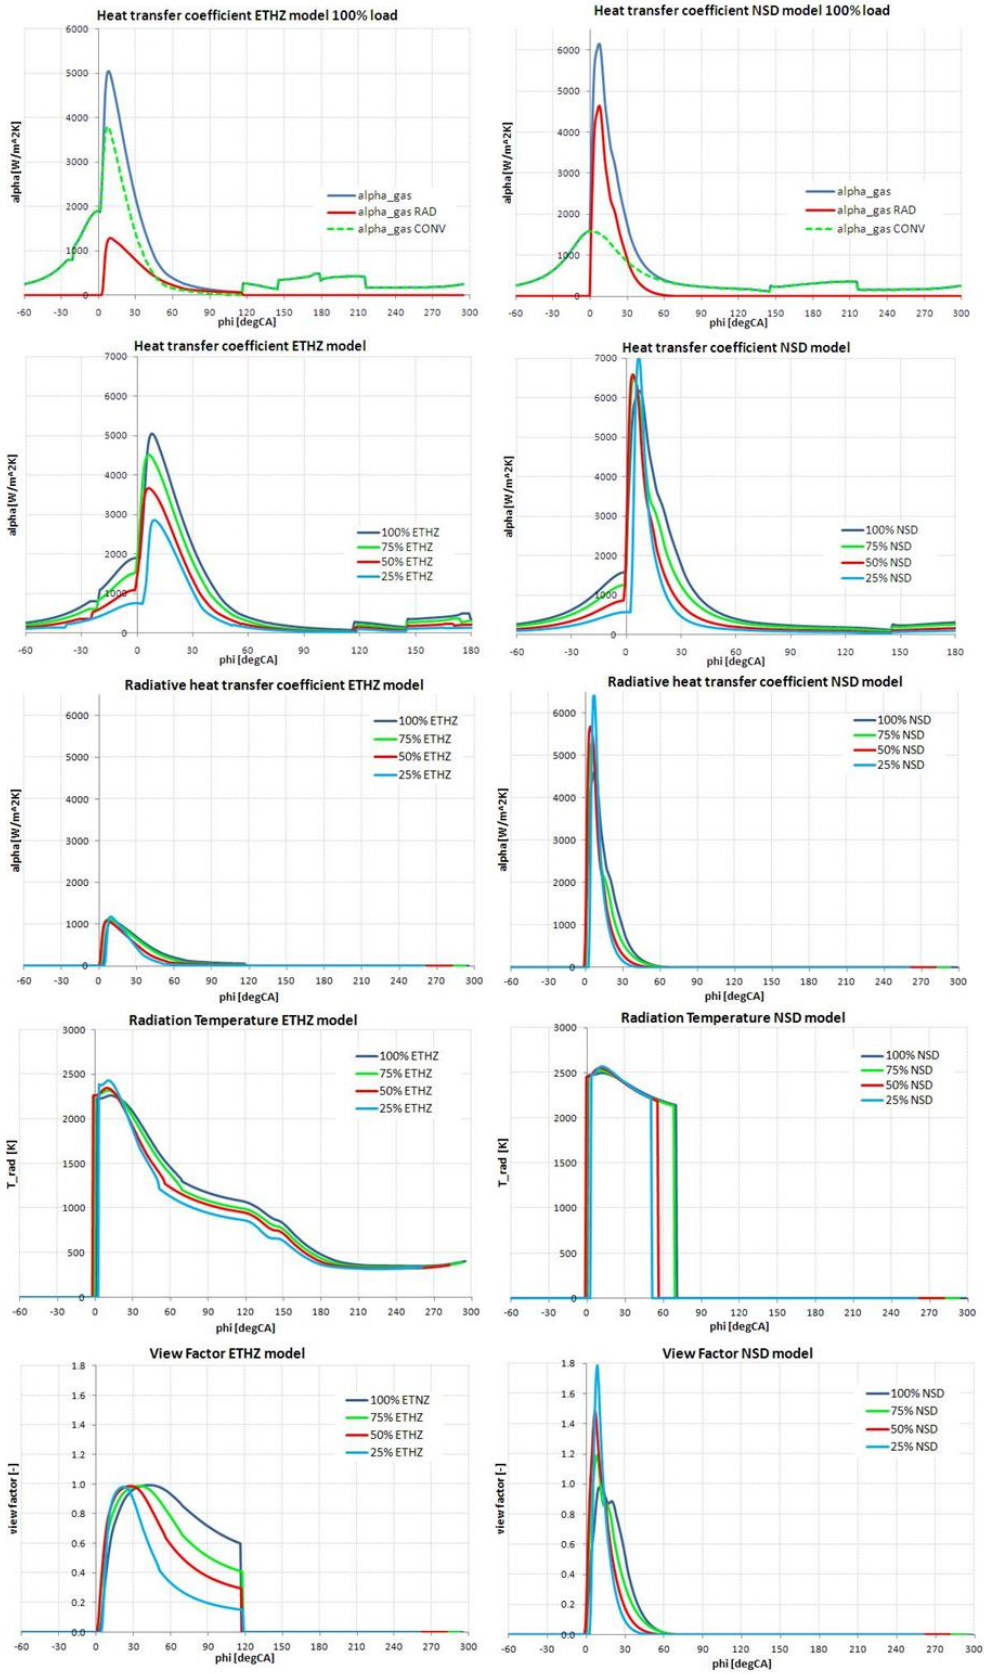 Heat transfer coefficient ETHZ model 100% load
6000
5000
4000
3000
2000
1000
0
alpha[W/m^2K]
alpha_gas
alpha_gas RAD
alpha_gas CONV
-60 -30 0 30 60 90 120 150 180 210 240 270 300
phi [degCA]
Heat transfer coefficient NSD model 100% load
6000
5000
4000
3000
2000
1000
0
alpha[W/m^2K]
alpha_gas
alpha_gas RAD
alpha_gas CONV
-60 -30 0 30 60 90 120 150 180 210 240 270 300
phi [degCA]
Heat transfer coefficient ETHZ model
7000
6000
5000
4000
3000
2000
1000
0
alpha[W/m^2K]
100% ETHZ
75% ETHZ
50% ETHZ
25% ETHZ
-60 -30 0 30 60 90 120 150 180
phi [degCA]
Heat transfer coefficient NSD model
7000
6000
5000
4000
3000
2000
1000
0
alpha[W/m^2K]
100% NSD
75% NSD
50% NSD
25% NSD
-60 -30 0 30 60 90 120 150 180
phi [degCA]
Radiative heat transfer coefficient ETHZ model
6000
5000
4000
3000
2000
1000
0
alpha[W/m^2K]
100% ETHZ
75% ETHZ
50% ETHZ
25% ETHZ
-60 -30 0 30 60 90 120 150 180 210 240 270 300
phi [degCA]
Radiative heat transfer coefficient NSD model
6000
5000
4000
3000
2000
1000
0
alpha[W/m^2K]
100% NSD
75% NSD
50% NSD
25% NSD
-60 -30 0 30 60 90 120 150 180 210 240 270 300
phi [degCA]
Radiation Temperature ETHZ model
3000
2500
2000
1500
1000
500
0
T_rad [K]
100% ETHZ
75% ETHZ
50% ETHZ
25% ETHZ
-60 -30 0 30 60 90 120 150 180 210 240 270 300
phi [degCA]
Radiation Temperature NSD model
3000
2500
2000
1500
1000
500
0
T_rad [K]
100% NSD
75% NSD
50% NSD
25% NSD
-60 -30 0 30 60 90 120 150 180 210 240 270 300
phi [degCA]
View Factor ETHZ model
1.8
1.6
1.4
1.2
1.0
0.8
0.6
0.4
0.2
0.0
view factor [-]
100% ETNZ
75% ETHZ
50% ETHZ
25% ETHZ
-60 -30 0 30 60 90 120 150 180 210 240 270 300
phi [degCA]
View Factor NSD model
1.8
1.6
1.4
1.2
1.0
0.8
0.6
0.4
0.2
0.0
view factor [-]
100% NSD
75% NSD
50% NSD
25% NSD
-60 -30 0 30 60 90 120 150 180 210 240 270 300
phi [degCA]